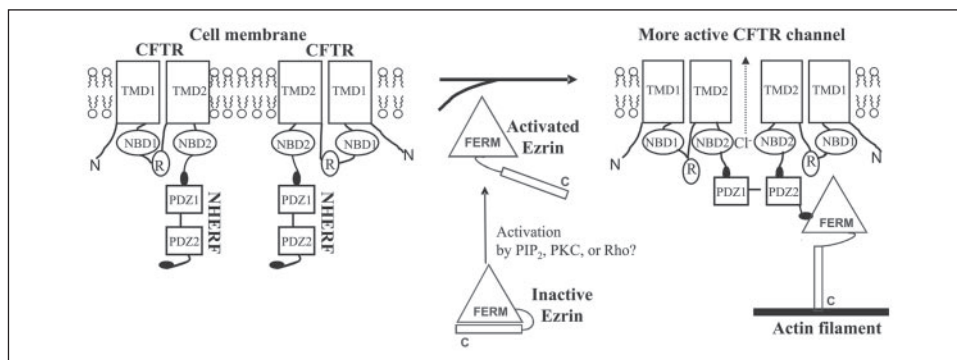 Cell membrane
CFTR
CFTR
TMD1
TMD2
TMD2
TMD1
NBD1
NBD2
NBD2
NBD1
R
R
N
N
PDZ1
PDZ2
NHERF
PDZ1
PDZ2
NHERF
FERM
Activated
Ezrin
C
Activation
by PIP₂, PKC, or Rho?
FERM
Inactive
Ezrin
C
More active CFTR channel
TMD1
TMD2
TMD2
TMD1
NBD1
NBD2
Cl⁻
NBD2
NBD1
R
R
N
N
PDZ1
PDZ2
FERM
C
Actin filament